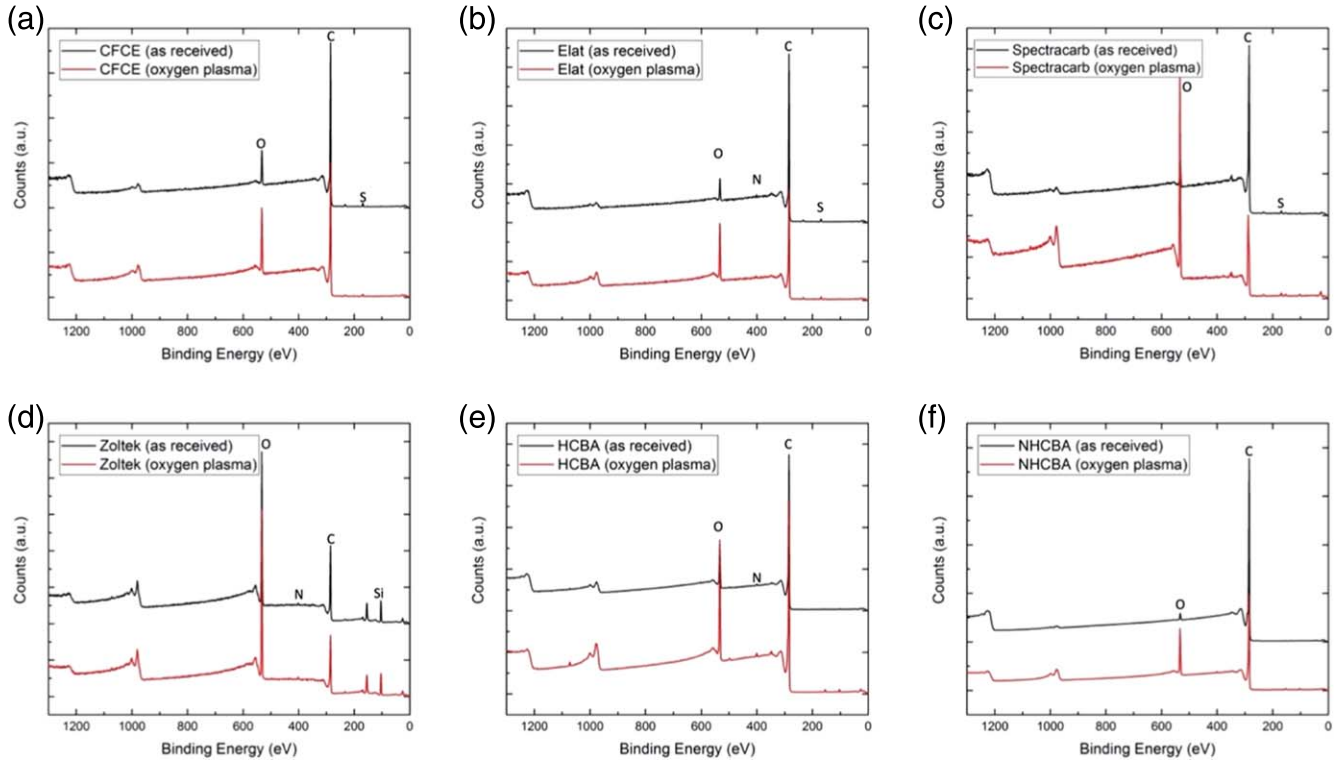 (a)
CFCE (as received)
CFCE (oxygen plasma)
C
O
S
Counts (a.u.)
1200 1000 800 600 400 200 0
Binding Energy (eV)
(b)
Elat (as received)
Elat (oxygen plasma)
C
O
N
S
Counts (a.u.)
1200 1000 800 600 400 200 0
Binding Energy (eV)
(c)
Spectracarb (as received)
Spectracarb (oxygen plasma)
C
O
S
Counts (a.u.)
1200 1000 800 600 400 200 0
Binding Energy (eV)
(d)
Zoltek (as received)
Zoltek (oxygen plasma)
O
C
N
Si
Counts (a.u.)
1200 1000 800 600 400 200 0
Binding Energy (eV)
(e)
HCBA (as received)
HCBA (oxygen plasma)
C
O
N
Counts (a.u.)
1200 1000 800 600 400 200 0
Binding Energy (eV)
(f)
NHCBA (as received)
NHCBA (oxygen plasma)
C
O
Counts (a.u.)
1200 1000 800 600 400 200 0
Binding Energy (eV)